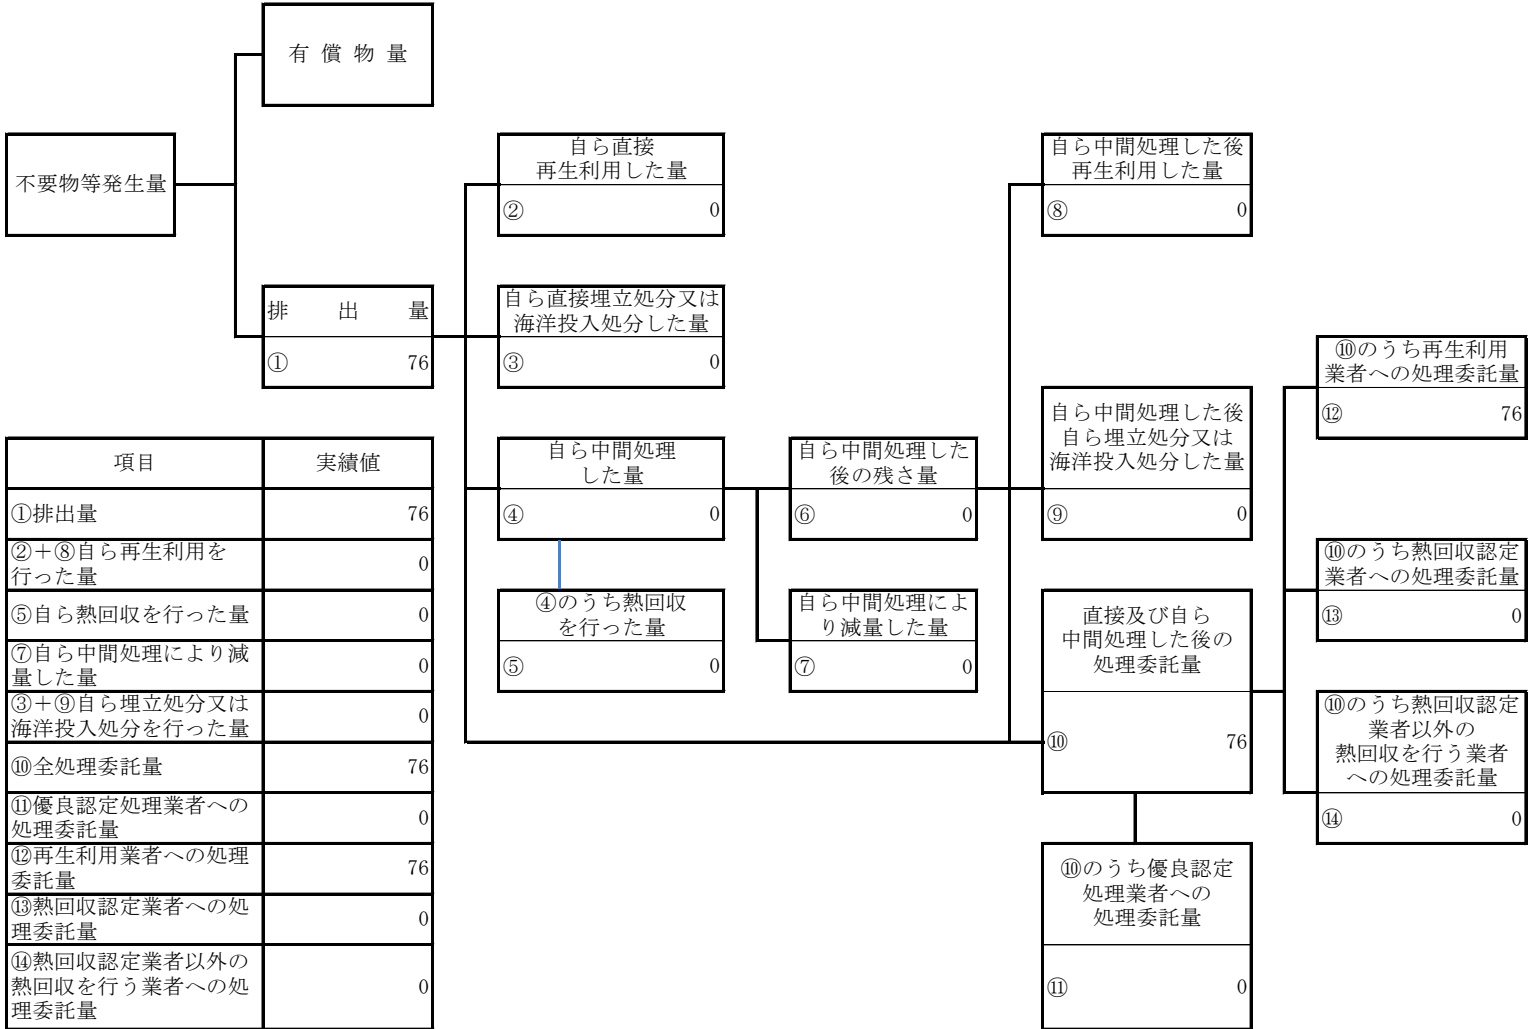 有 償 物 量
不要物等発生量
自ら直接
再生利用した量
② 0
自ら中間処理した後
再生利用した量
⑧ 0
排 出 量
① 76
自ら直接埋立処分又は
海洋投入処分した量
③ 0
⑩のうち再生利用
業者への処理委託量
⑫ 76
自ら中間処理
した量
④ 0
自ら中間処理した
後の残さ量
⑥ 0
自ら中間処理した後
自ら埋立処分又は
海洋投入処分した量
⑨ 0
⑩のうち熱回収認定
業者への処理委託量
⑬ 0
④のうち熱回収
を行った量
⑤ 0
自ら中間処理によ
り減量した量
⑦ 0
直接及び自ら
中間処理した後の
処理委託量
⑩ 76
⑩のうち熱回収認定
業者以外の
熱回収を行う業者
への処理委託量
⑭ 0
⑩のうち優良認定
処理業者への
処理委託量
⑪ 0
項目 実績値
①排出量 76
②+⑧自ら再生利用を
行った量 0
⑤自ら熱回収を行った量 0
⑦自ら中間処理により減
量した量 0
③+⑨自ら埋立処分又は
海洋投入処分を行った量 0
⑩全処理委託量 76
⑪優良認定処理業者への
処理委託量 0
⑫再生利用業者への処理
委託量 76
⑬熱回収認定業者への処
理委託量 0
⑭熱回収認定業者以外の
熱回収を行う業者への処
理委託量 0